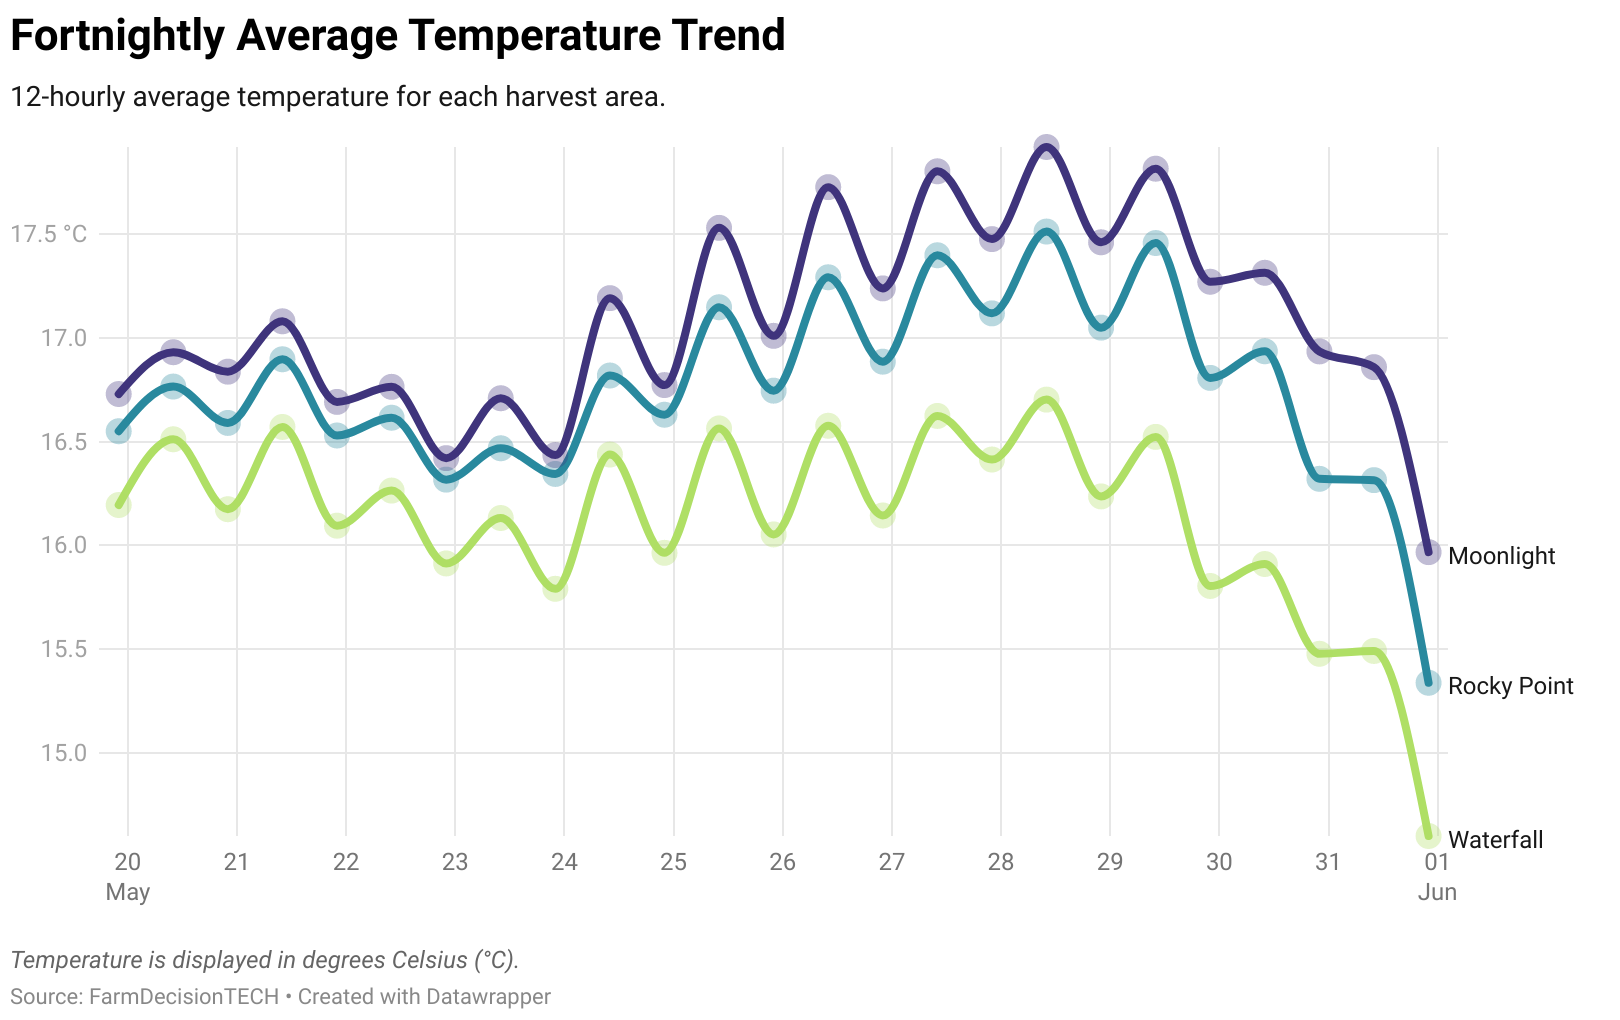 Fortnightly Average Temperature Trend
12-hourly average temperature for each harvest area.
17.5 °C
17.0
16.5
16.0
15.5
15.0
Moonlight
Rocky Point
Waterfall
20 21 22 23 24 25 26 27 28 29 30 31 01
May Jun
Temperature is displayed in degrees Celsius (°C).
Source: FarmDecisionTECH • Created with Datawrapper